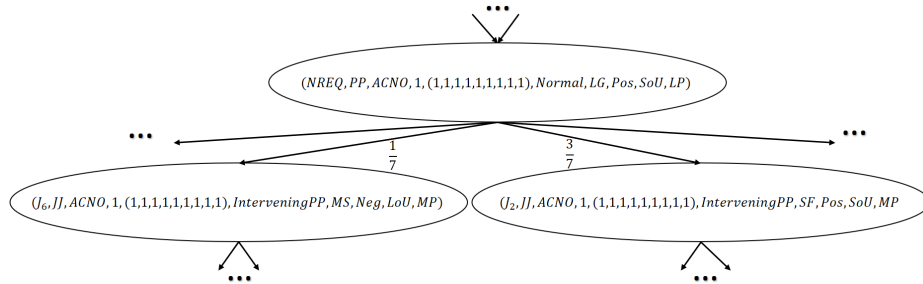 ...
(NREQ, PP, ACNO, 1, (1,1,1,1,1,1,1,1,1), Normal, LG, Pos, SoU, LP)
... ...
1/7 3/7
(J₆, JJ, ACNO, 1, (1,1,1,1,1,1,1,1,1), InterveningPP, MS, Neg, LoU, MP) (J₂, JJ, ACNO, 1, (1,1,1,1,1,1,1,1,1), InterveningPP, SF, Pos, SoU, MP
... ...